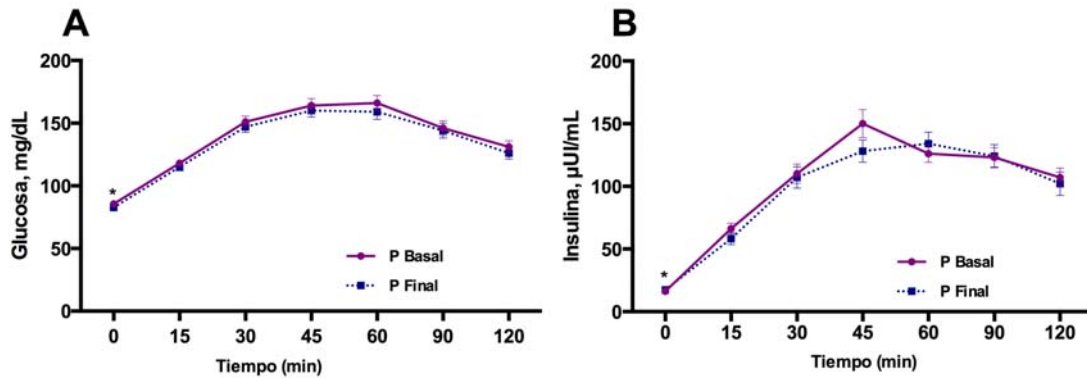 A
Glucosa, mg/dL
200
150
100
50
0
*
P Basal
P Final
0 15 30 45 60 90 120
Tiempo (min)
B
Insulina, µUI/mL
200
150
100
50
0
*
P Basal
P Final
0 15 30 45 60 90 120
Tiempo (min)